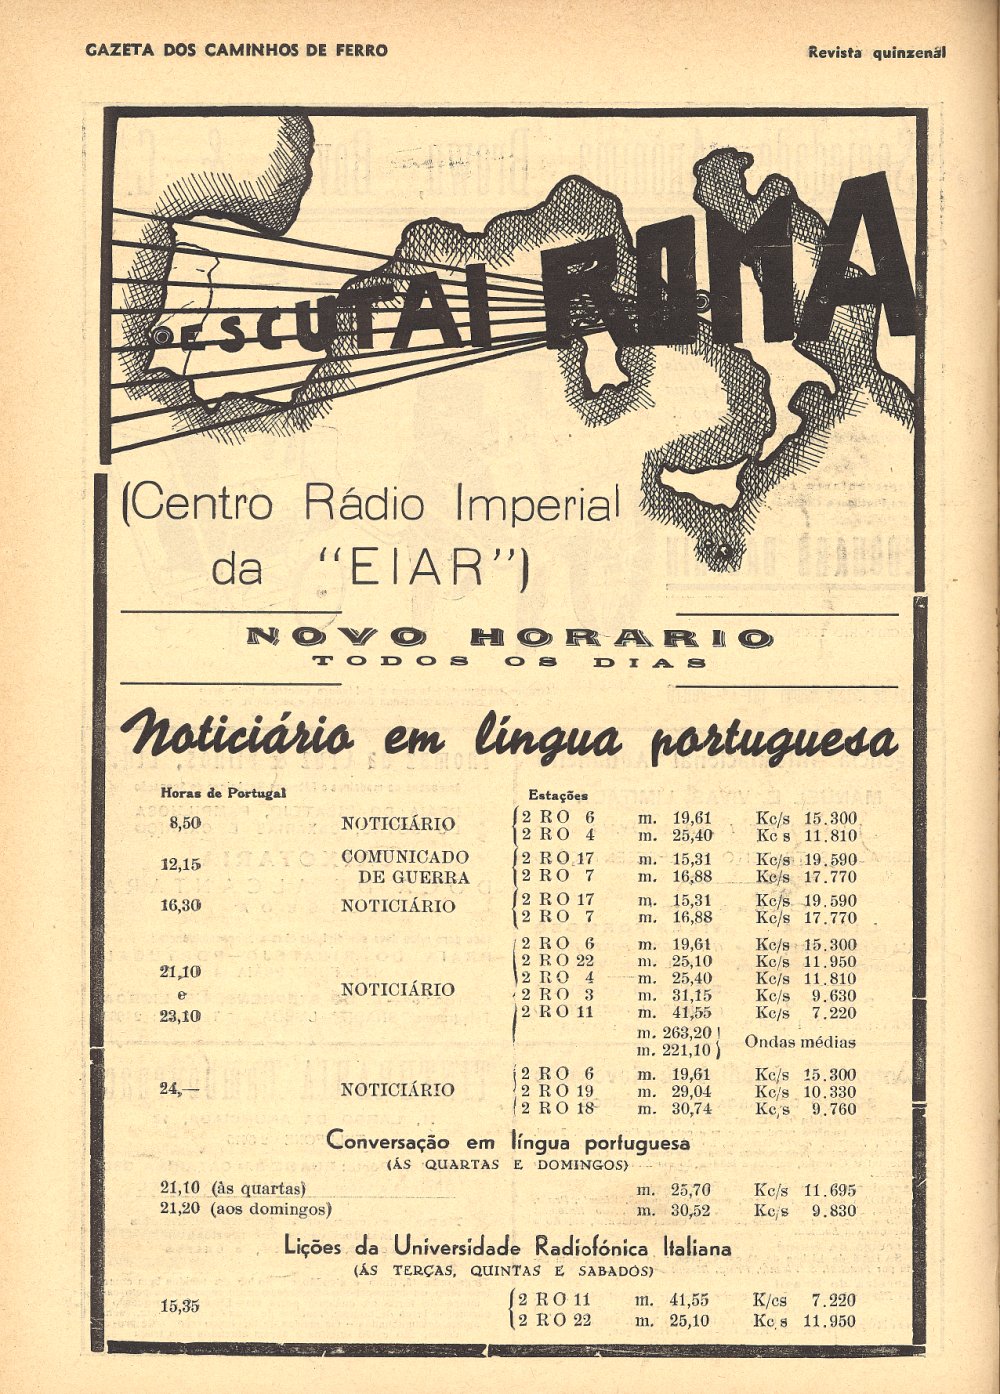 GAZETA DOS CAMINHOS DE FERRO Revista quinzenal
ESCUTAI ROMA
(Centro Rádio Imperial
da "EIAR")
NOVO HORARIO
TODOS OS DIAS
Noticiário em língua portuguesa
Horas de Portugal Estações
8,50 NOTICIÁRIO 2 RO 6 m. 19,61 Kc/s 15.300
2 RO 4 m. 25,40 Kc s 11.810
12,15 COMUNICADO DE GUERRA 2 RO 17 m. 15,31 Kc/s 19.590
2 RO 7 m. 16,88 Kc/s 17.770
16,30 NOTICIÁRIO 2 RO 17 m. 15,31 Kc/s 19.590
2 RO 7 m. 16,88 Kc/s 17.770
21,10 e 23,10 NOTICIÁRIO 2 RO 6 m. 19,61 Kc/s 15.300
2 RO 22 m. 25,10 Kc/s 11.950
2 RO 4 m. 25,40 Kc/s 11.810
2 RO 3 m. 31,15 Kc/s 9.630
2 RO 11 m. 41,55 Kc/s 7.220
m. 263,20
m. 221,10 Ondas médias
24,— NOTICIÁRIO 2 RO 6 m. 19,61 Kc/s 15.300
2 RO 19 m. 29,04 Kc/s 10.330
2 RO 18 m. 30,74 Kc/s 9.760
Conversação em língua portuguesa
(ÁS QUARTAS E DOMINGOS)
21,10 (às quartas) m. 25,70 Kc/s 11.695
21,20 (aos domingos) m. 30,52 Kc/s 9.830
Lições da Universidade Radiofónica Italiana
(ÁS TERÇAS, QUINTAS E SABADOS)
15,35 2 RO 11 m. 41,55 K/cs 7.220
2 RO 22 m. 25,10 Kc s 11.950